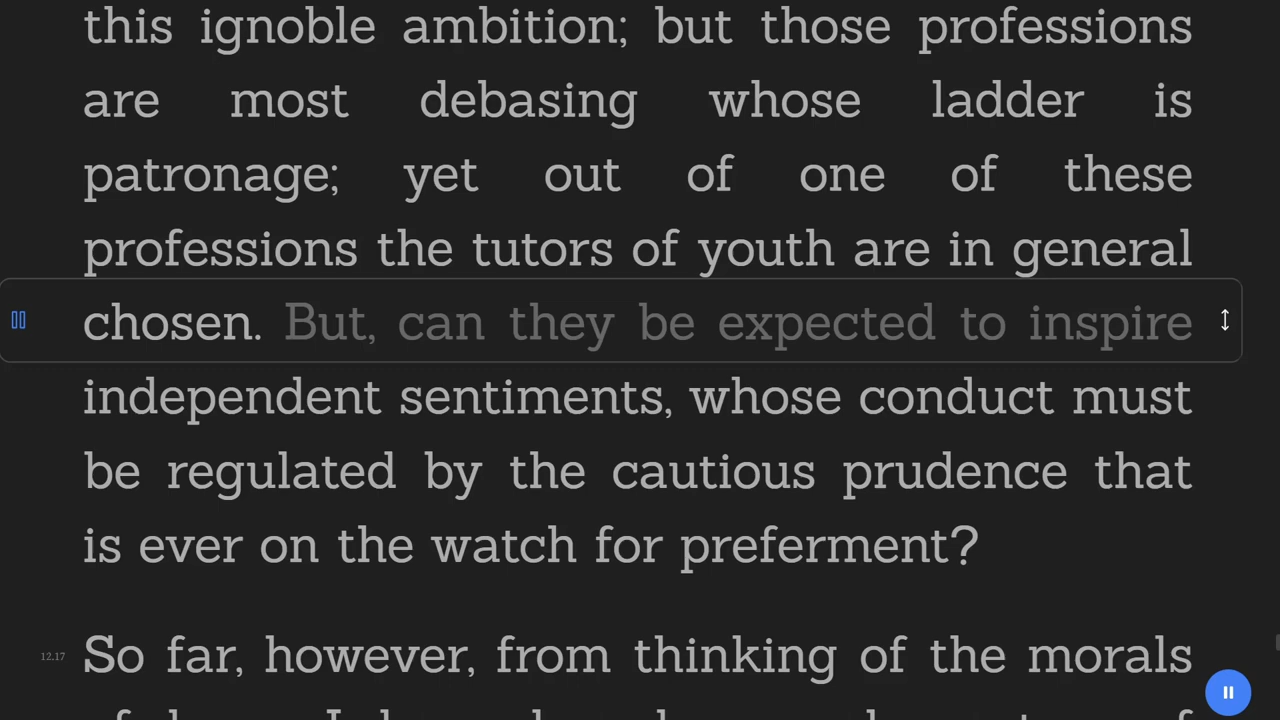 this ignoble ambition; but those professions
are most debasing whose ladder is
patronage; yet out of one of these
professions the tutors of youth are in general
chosen. But, can they be expected to inspire
independent sentiments, whose conduct must
be regulated by the cautious prudence that
is ever on the watch for preferment?
12.17 So far, however, from thinking of the morals